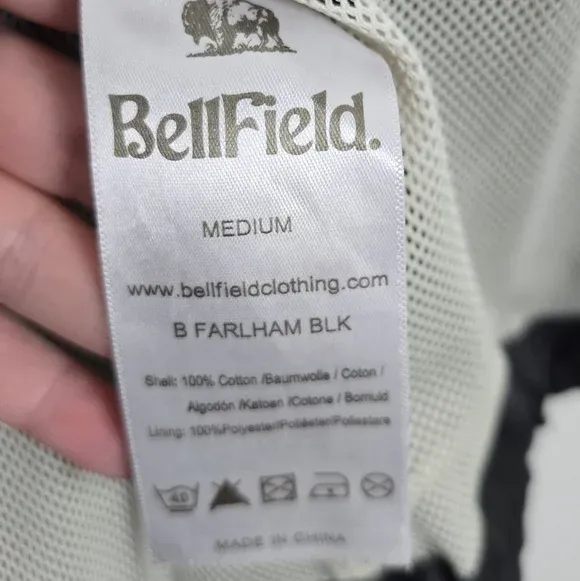 BellField.
MEDIUM
www.bellfieldclothing.com
B FARLHAM BLK
Shell: 100% Cotton /Baumwolle / Coton /
Algodón /Katoen /Cotone / Bomuld
Lining: 100%Polyester/Poliéster/Poliestere
40
MADE IN CHINA